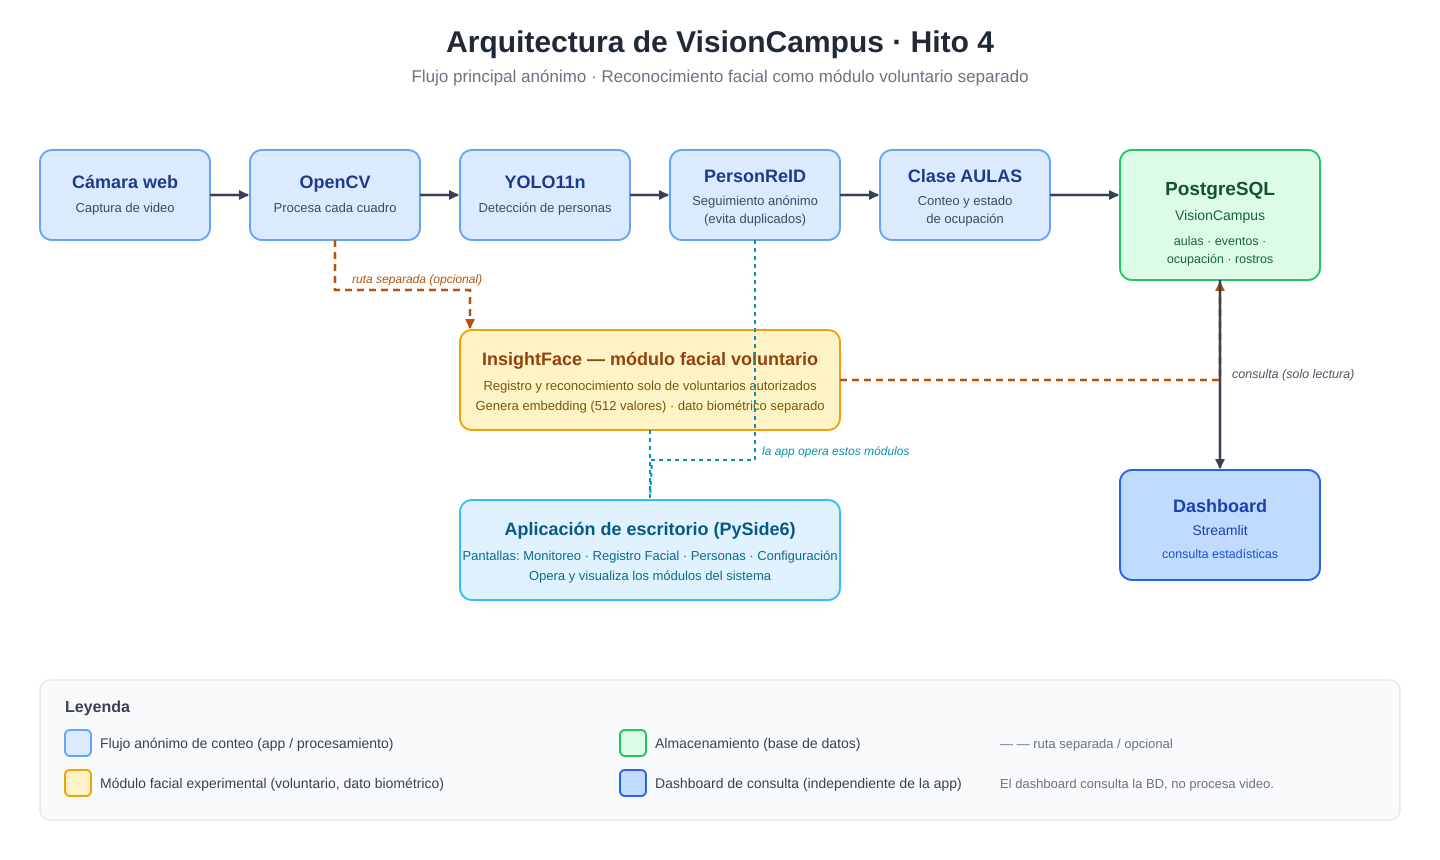 Arquitectura de VisionCampus · Hito 4
Flujo principal anónimo · Reconocimiento facial como módulo voluntario separado
Cámara web
Captura de video
OpenCV
Procesa cada cuadro
YOLO11n
Detección de personas
PersonReID
Seguimiento anónimo
(evita duplicados)
Clase AULAS
Conteo y estado
de ocupación
PostgreSQL
VisionCampus
aulas · eventos ·
ocupación · rostros
ruta separada (opcional)
InsightFace — módulo facial voluntario
Registro y reconocimiento solo de voluntarios autorizados
Genera embedding (512 valores) · dato biométrico separado
consulta (solo lectura)
la app opera estos módulos
Aplicación de escritorio (PySide6)
Pantallas: Monitoreo · Registro Facial · Personas · Configuración
Opera y visualiza los módulos del sistema
Dashboard
Streamlit
consulta estadísticas
Leyenda
Flujo anónimo de conteo (app / procesamiento)
Almacenamiento (base de datos)
— — ruta separada / opcional
Módulo facial experimental (voluntario, dato biométrico)
Dashboard de consulta (independiente de la app)
El dashboard consulta la BD, no procesa video.